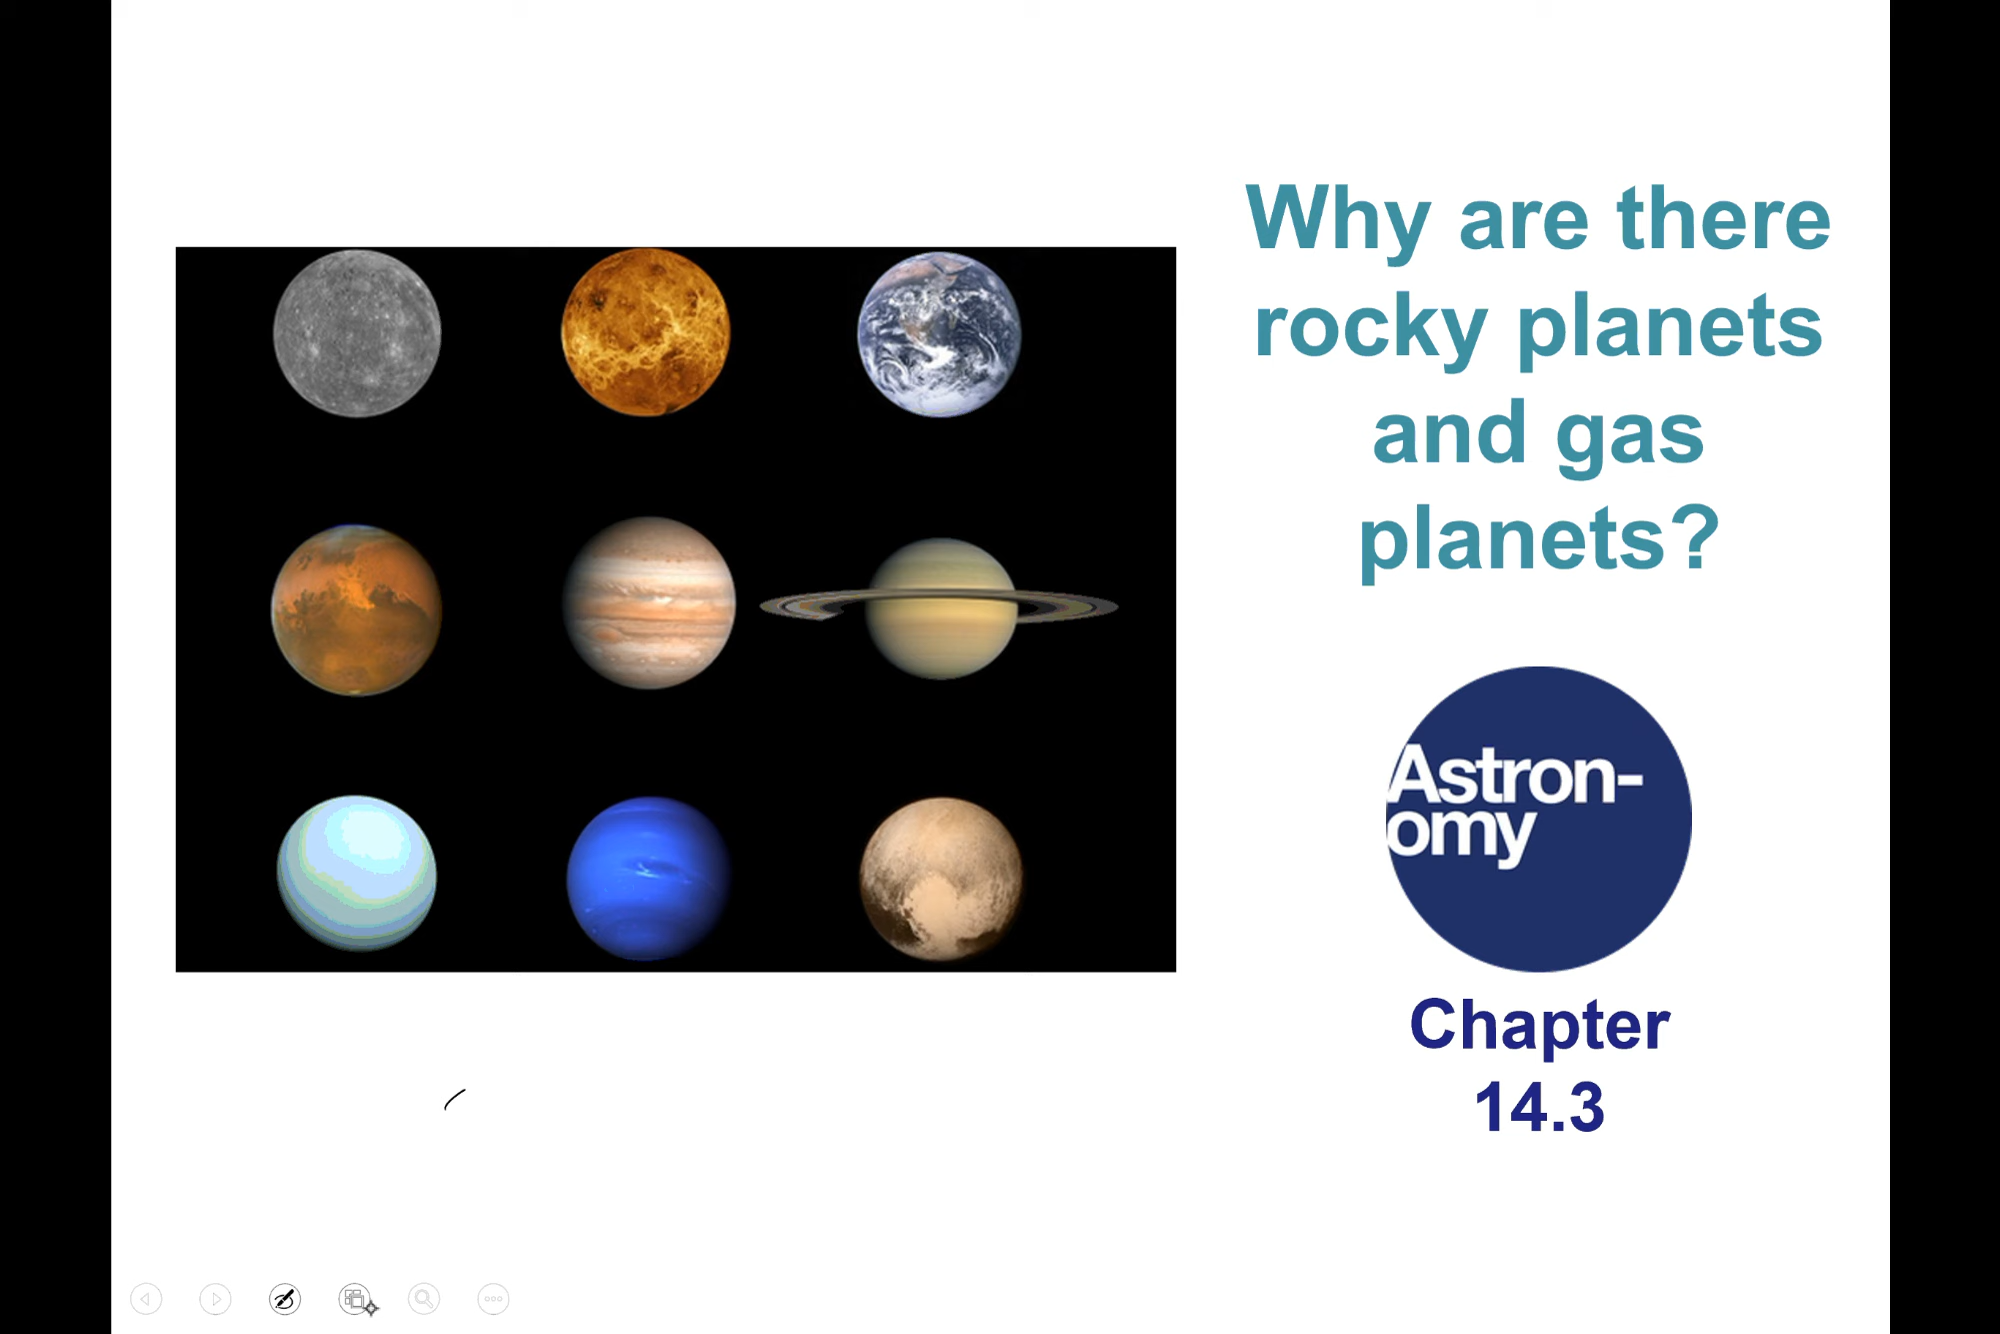 Why are there
rocky planets
and gas
planets?
Astron-
omy
Chapter
14.3